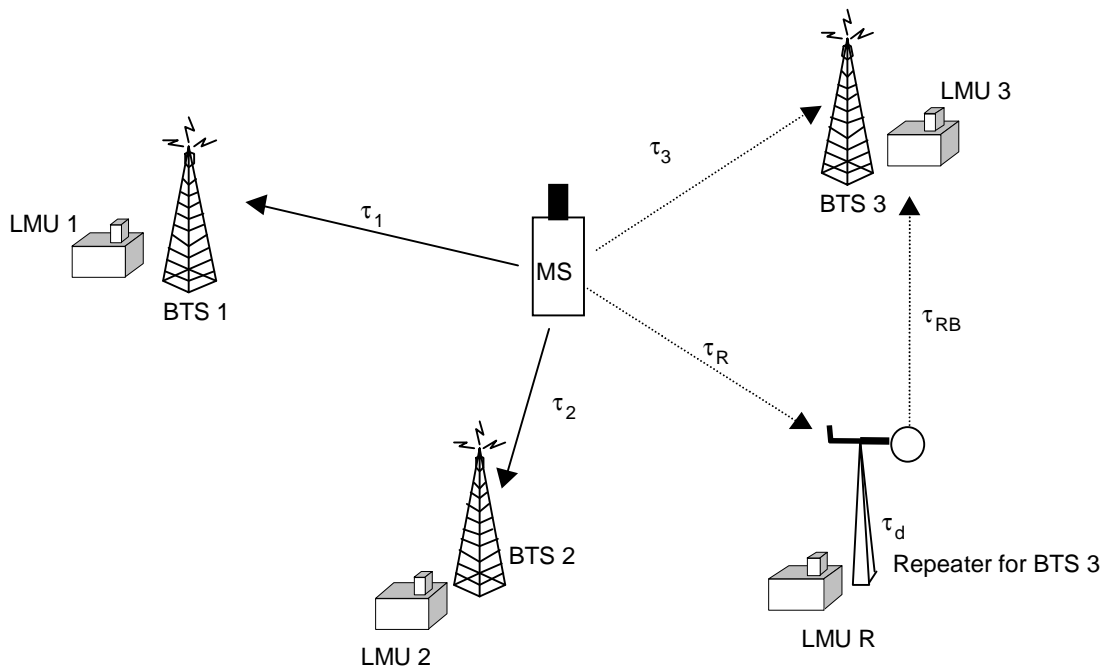 LMU 3
τ3
BTS 3
LMU 1
τ1
MS
BTS 1
τRB
τR
τ2
τd
BTS 2
Repeater for BTS 3
LMU R
LMU 2